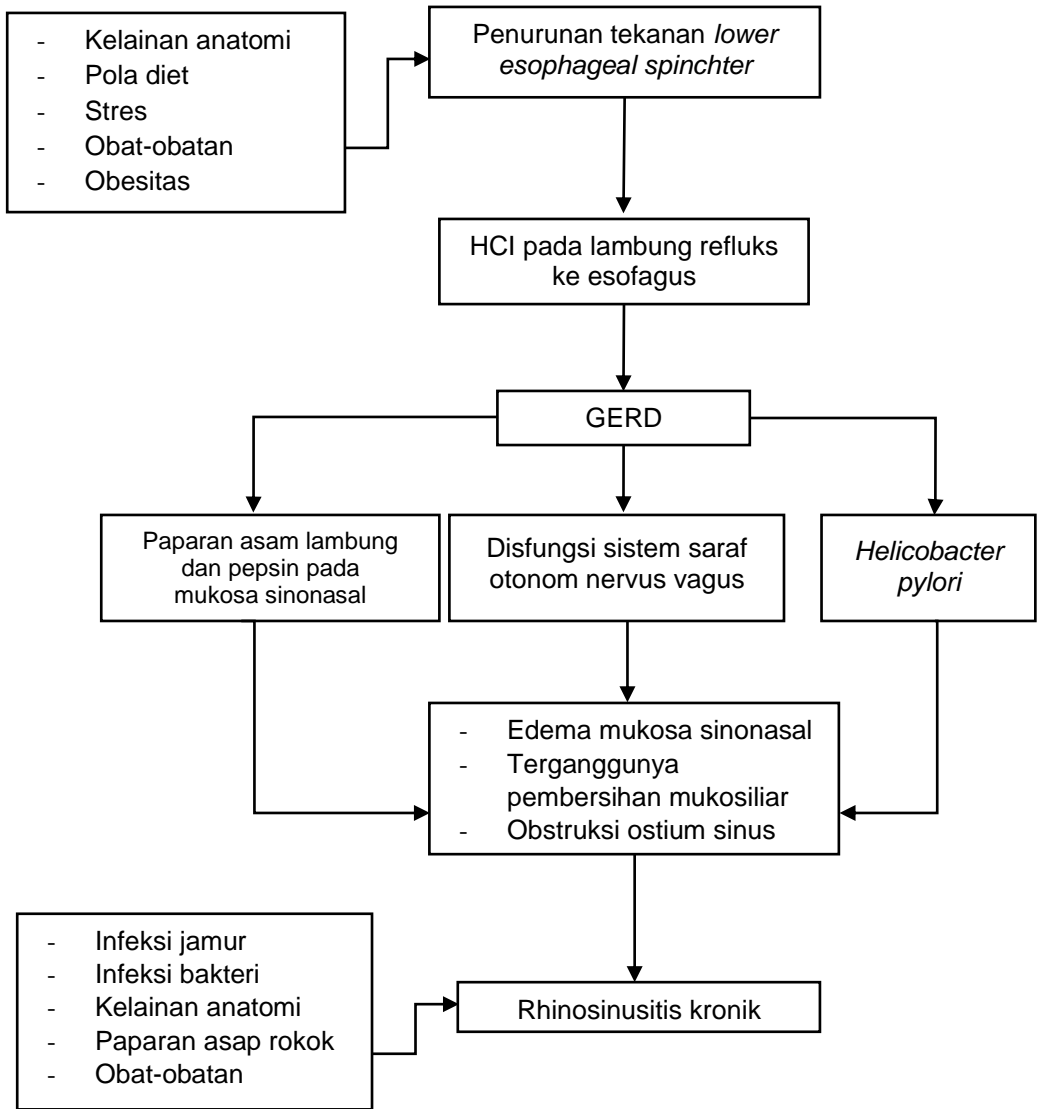 - Kelainan anatomi
- Pola diet
- Stres
- Obat-obatan
- Obesitas
Penurunan tekanan lower
esophageal spinchter
HCI pada lambung refluks
ke esofagus
GERD
Paparan asam lambung
dan pepsin pada
mukosa sinonasal
Disfungsi sistem saraf
otonom nervus vagus
Helicobacter
pylori
- Edema mukosa sinonasal
- Terganggunya
pembersihan mukosiliar
- Obstruksi ostium sinus
- Infeksi jamur
- Infeksi bakteri
- Kelainan anatomi
- Paparan asap rokok
- Obat-obatan
Rhinosinusitis kronik